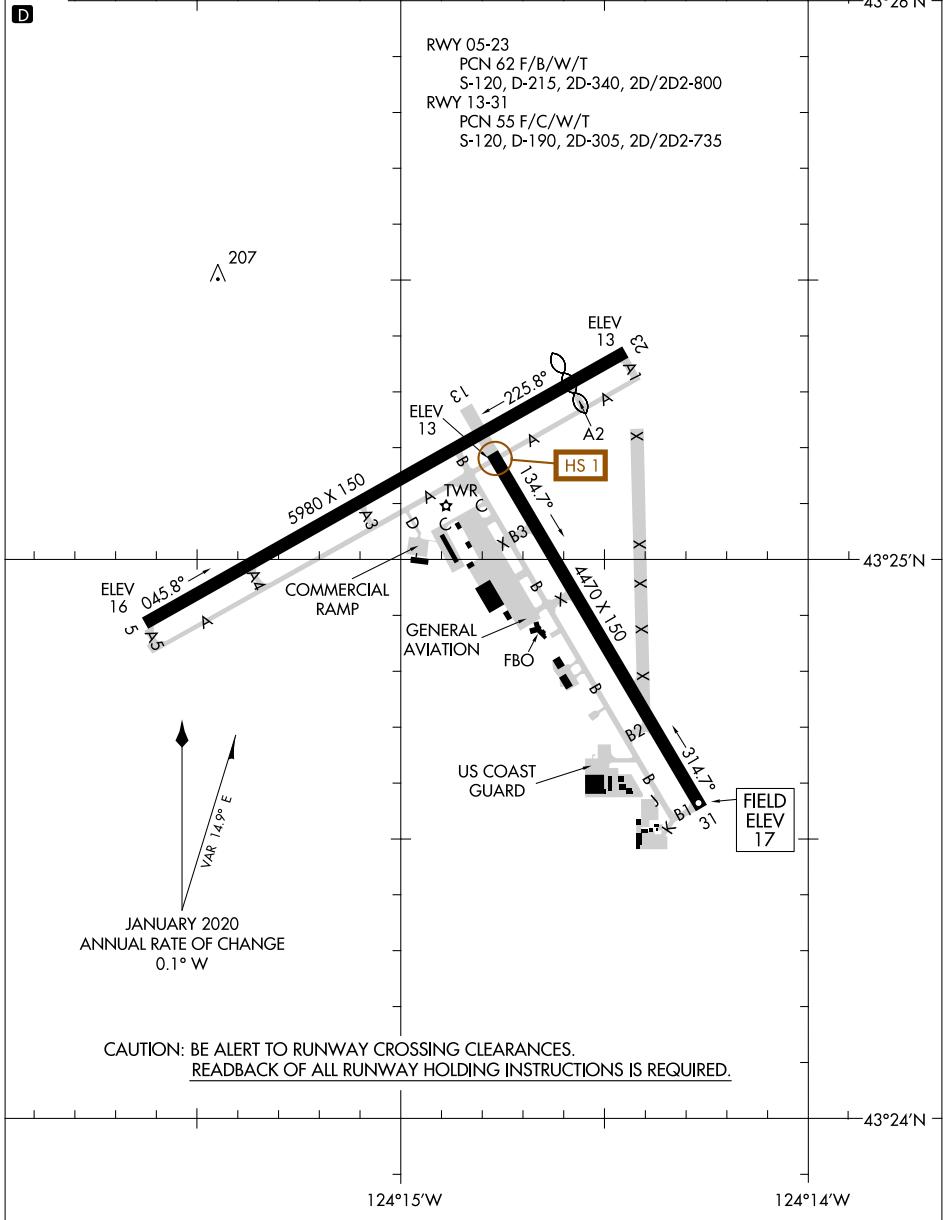 D
43°26'N
RWY 05-23
PCN 62 F/B/W/T
S-120, D-215, 2D-340, 2D/2D2-800
RWY 13-31
PCN 55 F/C/W/T
S-120, D-190, 2D-305, 2D/2D2-735
207
ELEV
13
23
A1
225.8°
A
A2
13
ELEV
13
A
HS 1
B
134.7°
5980 X 150
A
TWR
C
A3
D
C
X
B3
X
X
43°25'N
045.8°
A4
ELEV
16
COMMERCIAL
RAMP
4470 X 150
B
X
X
5
A5
A
GENERAL
AVIATION
FBO
X
X
B
B2
314.7°
US COAST
GUARD
B
J
K
B1
31
FIELD
ELEV
17
VAR 14.9° E
JANUARY 2020
ANNUAL RATE OF CHANGE
0.1° W
CAUTION: BE ALERT TO RUNWAY CROSSING CLEARANCES.
READBACK OF ALL RUNWAY HOLDING INSTRUCTIONS IS REQUIRED.
43°24'N
124°15'W
124°14'W